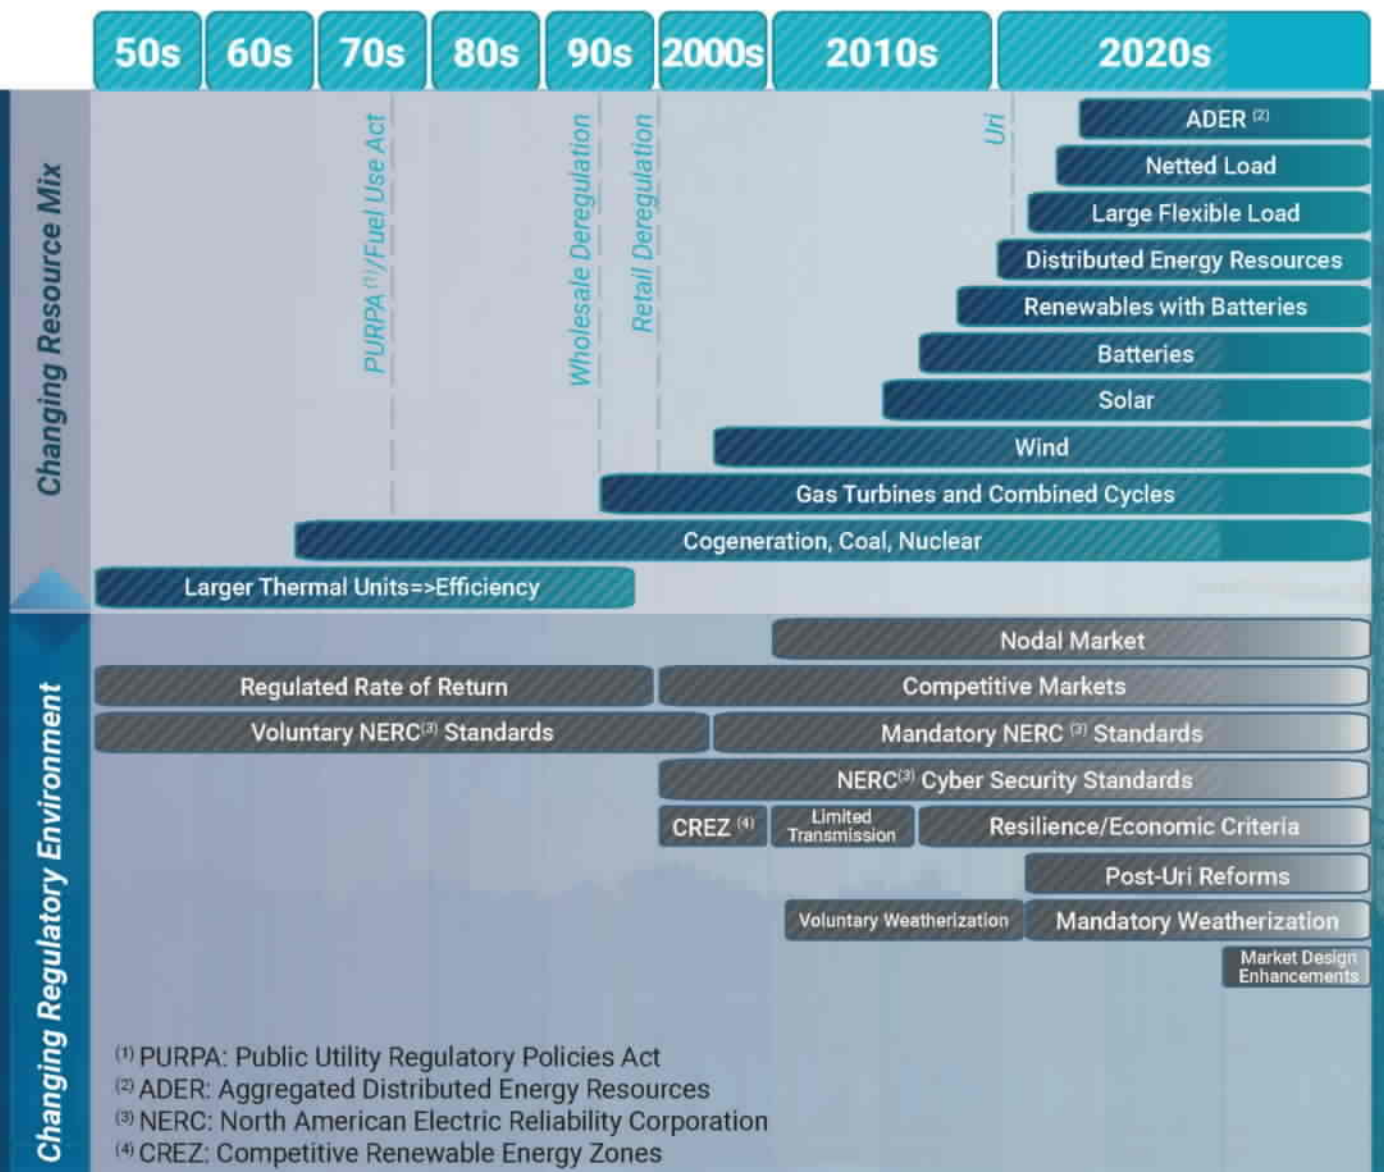 50s 60s 70s 80s 90s 2000s 2010s 2020s
Changing Resource Mix
PURPA (1)/Fuel Use Act
Wholesale Deregulation
Retail Deregulation
Uri
ADER (2)
Netted Load
Large Flexible Load
Distributed Energy Resources
Renewables with Batteries
Batteries
Solar
Wind
Gas Turbines and Combined Cycles
Cogeneration, Coal, Nuclear
Larger Thermal Units=>Efficiency
Changing Regulatory Environment
Nodal Market
Regulated Rate of Return
Competitive Markets
Voluntary NERC(3) Standards
Mandatory NERC (3) Standards
NERC(3) Cyber Security Standards
CREZ (4)
Limited
Transmission
Resilience/Economic Criteria
Post-Uri Reforms
Voluntary Weatherization
Mandatory Weatherization
Market Design
Enhancements
(1) PURPA: Public Utility Regulatory Policies Act
(2) ADER: Aggregated Distributed Energy Resources
(3) NERC: North American Electric Reliability Corporation
(4) CREZ: Competitive Renewable Energy Zones